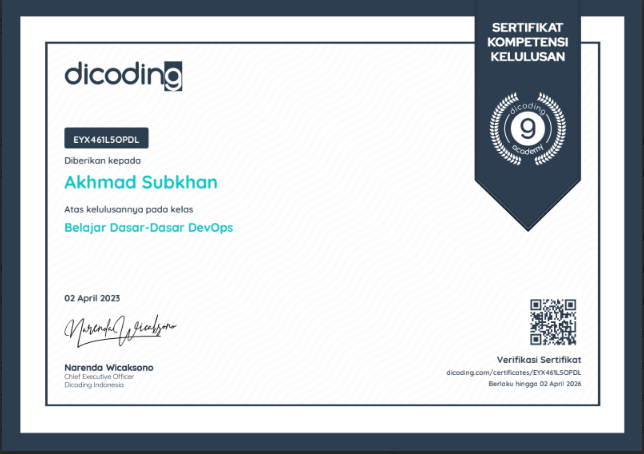 SERTIFIKAT
KOMPETENSI
KELULUSAN
dicoding
dicoding
academy
EYX461L5OPDL
Diberikan kepada
Akhmad Subkhan
Atas kelulusannya pada kelas
Belajar Dasar-Dasar DevOps
02 April 2023
Narenda Wicaksono
Narenda Wicaksono
Chief Executive Officer
Dicoding Indonesia
Verifikasi Sertifikat
dicoding.com/certificates/EYX461L5OPDL
Berlaku hingga 02 April 2026